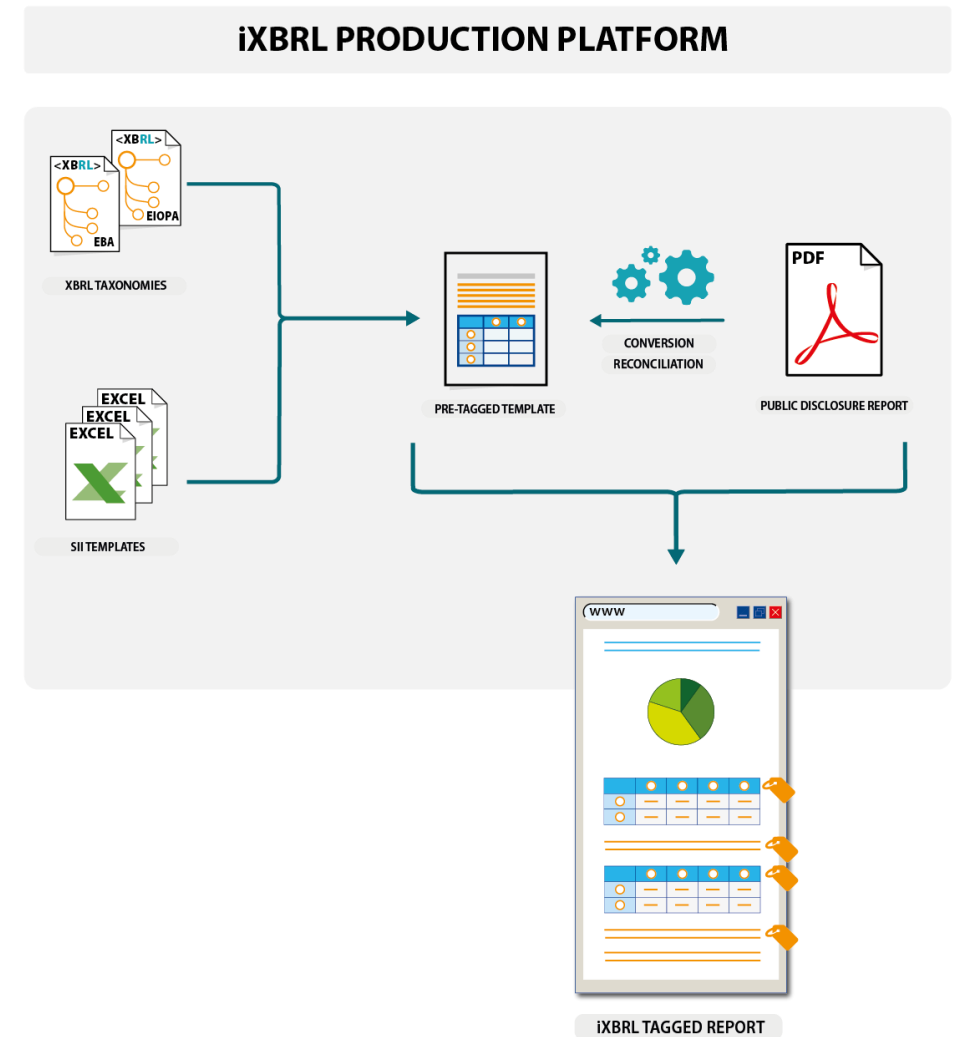 iXBRL PRODUCTION PLATFORM
<XBRL>
EIOPA
<XBRL>
EBA
XBRL TAXONOMIES
EXCEL
EXCEL
EXCEL
SII TEMPLATES
PRE-TAGGED TEMPLATE
CONVERSION
RECONCILIATION
PDF
PUBLIC DISCLOSURE REPORT
www
iXBRL TAGGED REPORT